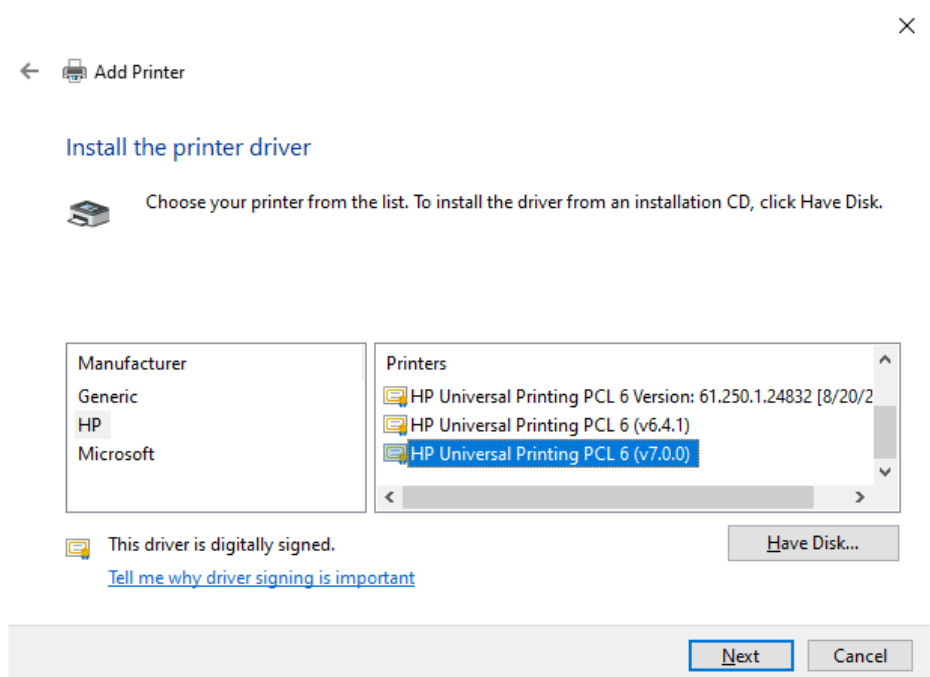 Add Printer
Install the printer driver
Choose your printer from the list. To install the driver from an installation CD, click Have Disk.
Manufacturer
Generic
HP
Microsoft
Printers
HP Universal Printing PCL 6 Version: 61.250.1.24832 [8/20/2
HP Universal Printing PCL 6 (v6.4.1)
HP Universal Printing PCL 6 (v7.0.0)
This driver is digitally signed.
Have Disk...
Tell me why driver signing is important
Next
Cancel